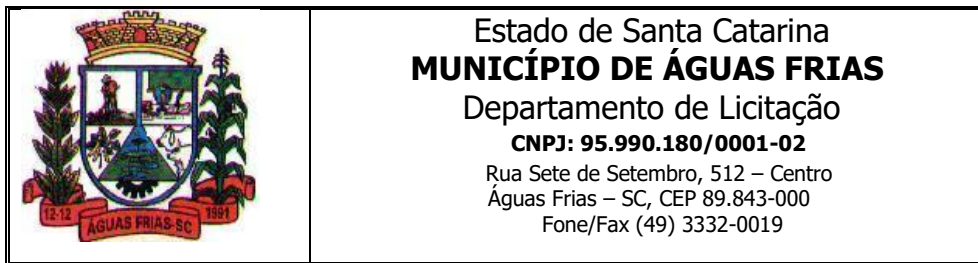 Estado de Santa Catarina
MUNICÍPIO DE ÁGUAS FRIAS
Departamento de Licitação
CNPJ: 95.990.180/0001-02
Rua Sete de Setembro, 512 – Centro
Águas Frias – SC, CEP 89.843-000
Fone/Fax (49) 3332-0019
12-12
ÁGUAS FRIAS-SC
1991